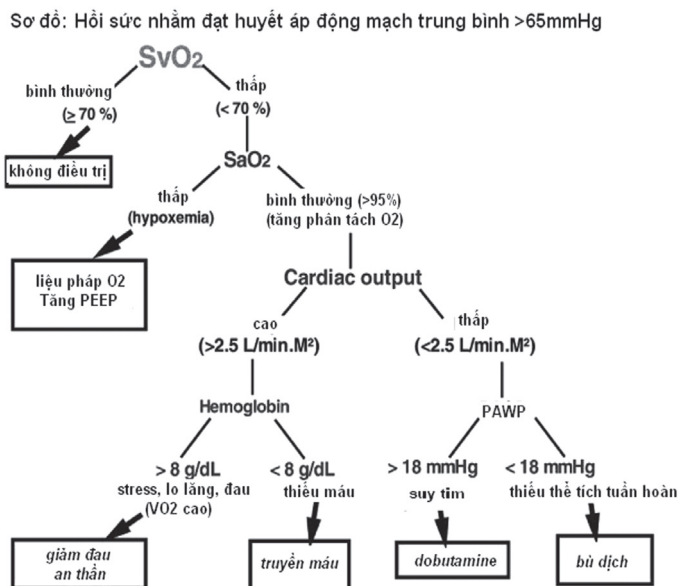 Sơ đồ: Hồi sức nhằm đạt huyết áp động mạch trung bình >65mmHg
SvO2
bình thường
(≥ 70 %)
thấp
(< 70 %)
không điều trị
SaO2
thấp
(hypoxemia)
bình thường (>95%)
(tăng phân tách O2)
liệu pháp O2
Tăng PEEP
Cardiac output
cao
(>2.5 L/min.M²)
thấp
(<2.5 L/min.M²)
Hemoglobin
PAWP
> 8 g/dL
stress, lo lăng, đau
(VO2 cao)
< 8 g/dL
thiếu máu
> 18 mmHg
suy tim
< 18 mmHg
thiếu thể tích tuần hoàn
giảm đau
an thần
truyền máu
dobutamine
bù dịch